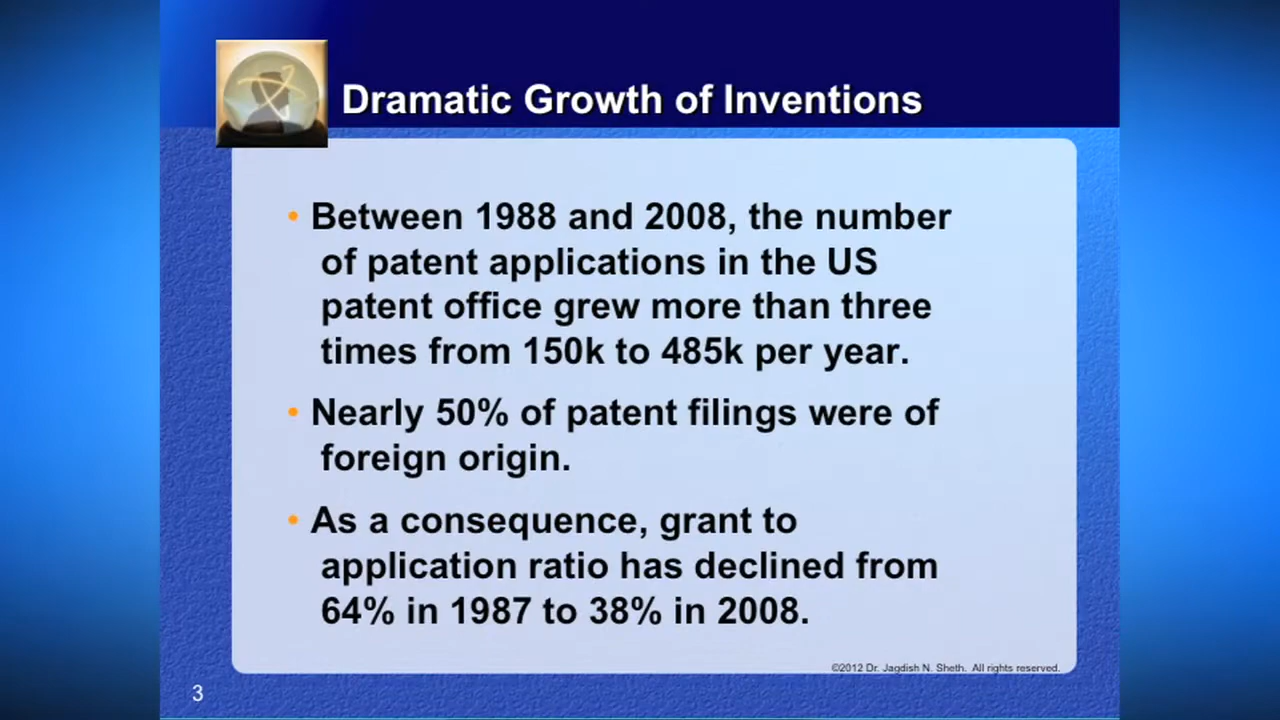 Dramatic Growth of Inventions
• Between 1988 and 2008, the number
of patent applications in the US
patent office grew more than three
times from 150k to 485k per year.
• Nearly 50% of patent filings were of
foreign origin.
• As a consequence, grant to
application ratio has declined from
64% in 1987 to 38% in 2008.
©2012 Dr. Jagdish N. Sheth. All rights reserved.
3